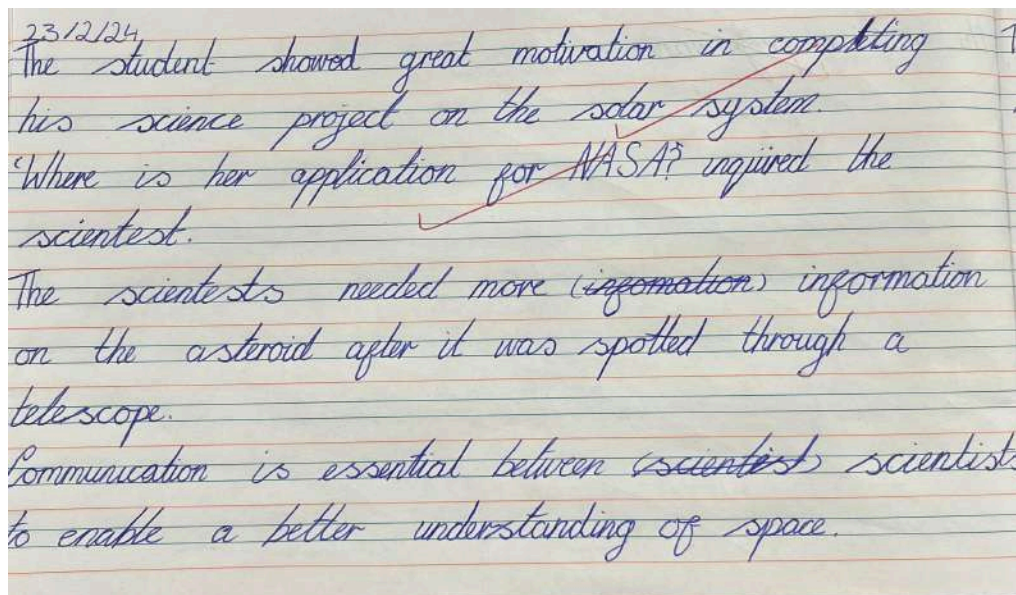 23/2/24
The student showed great motivation in completing
his science project on the solar system.
'Where is her application for NASA? inquired the
scientest.
The scientests needed more (infomation) information
on the asteroid after it was spotted through a
telescope.
Communication is essential between (scientist) scientists
to enable a better understanding of space.